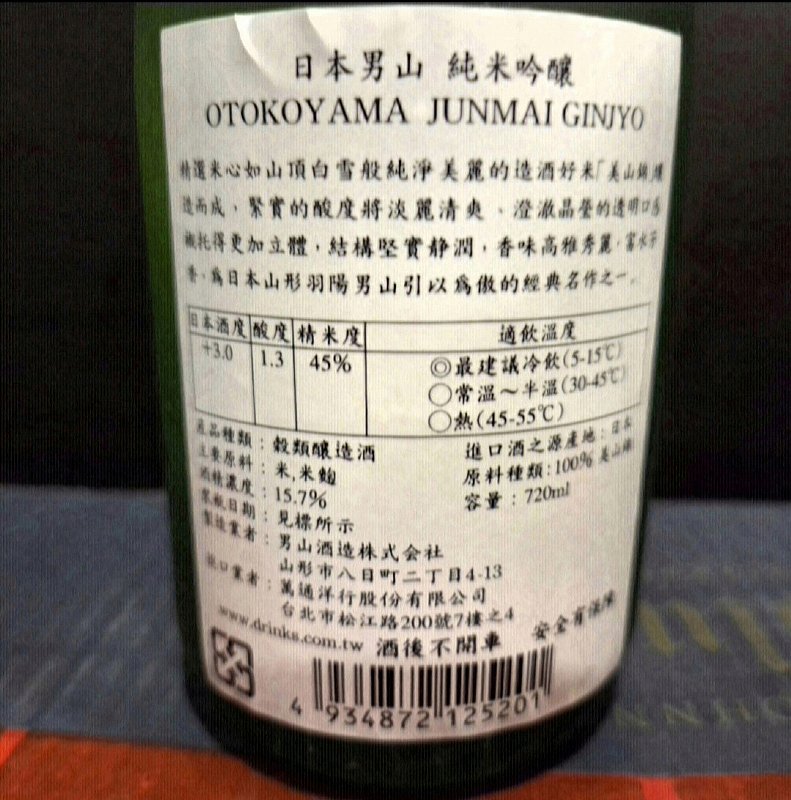 日本男山 純米吟醸
OTOKOYAMA JUNMAI GINJYO
精選米心如山頂白雪般純淨美麗的造酒好米「美山錦」釀
造而成,緊實的酸度將淡麗清爽、澄澈晶瑩的透明口感
襯托得更加立體,結構堅實靜潤,香味高雅秀麗,富水
香,為日本山形羽陽男山引以為傲的經典名作之一。
日本酒度 酸度 精米度 適飲溫度
+3.0 1.3 45% ◎最建議冷飲(5-15℃)
○常溫~半溫(30-45℃)
○熱(45-55℃)
產品種類:穀類釀造酒 進口酒之源產地:日本
主要原料:米,米麴 原料種類:100% 美山錦
酒精濃度:15.7% 容量:720ml
裝瓶日期:見標所示
製造業者:男山酒造株式会社
山形市八日町二丁目4-13
進口業者:萬通洋行股份有限公司
台北市松江路200號7樓之4
www.drinks.com.tw 酒後不開車 安全有保障
4 934872 125201